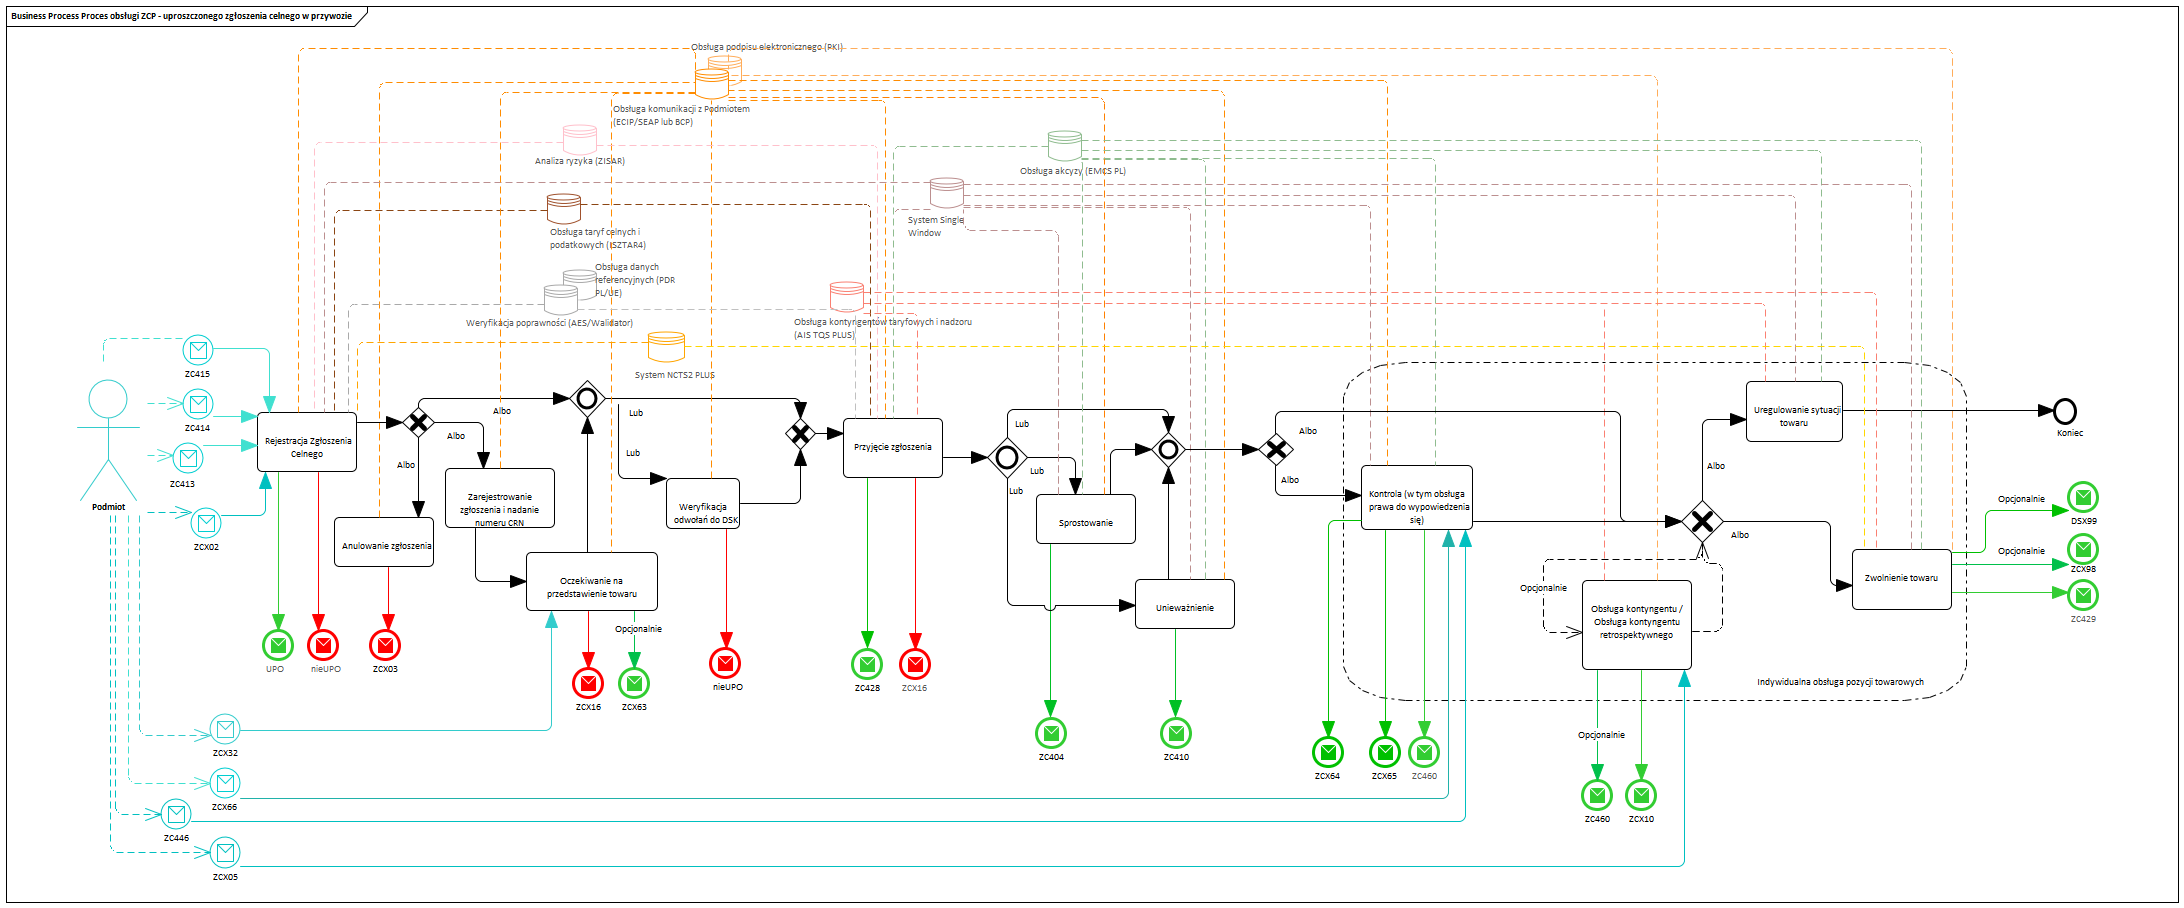 Business Process Proces obsługi ZCP - uproszczonego zgłoszenia celnego w przywozie
Obsługa podpisu elektronicznego (PKI)
Obsługa komunikacji z Podmiotem
(ECIP/SEAP lub BCP)
Analiza ryzyka (ZISAR)
Obsługa akcyzy (EMCS PL)
System Single
Window
Obsługa taryf celnych i
podatkowych (ISZTAR4)
Obsługa danych
referencyjnych (PDR
PL/UE)
Weryfikacja poprawności (AES/Walidator)
Obsługa kontyngentów taryfowych i nadzoru
(AIS TQS PLUS)
System NCTS2 PLUS
ZC415
ZC414
ZC413
ZCX02
Podmiot
Rejestracja Zgłoszenia
Celnego
Albo
Albo
Albo
Zarejestrowanie
zgłoszenia i nadanie
numeru CRN
Anulowanie zgłoszenia
Oczekiwanie na
przedstawienie towaru
Lub
Lub
Weryfikacja
odwołań do DSK
Przyjęcie zgłoszenia
Lub
Lub
Lub
Sprostowanie
Unieważnienie
Albo
Albo
Kontrola (w tym obsługa
prawa do wypowiedzenia
się)
Uregulowanie sytuacji
towaru
Koniec
Albo
Albo
Zwolnienie towaru
Opcjonalnie
DSX99
Opcjonalnie
ZCX98
ZC429
Opcjonalnie
Obsługa kontyngentu /
Obsługa kontyngentu
retrospektywnego
Indywidualna obsługa pozycji towarowych
UPO
nieUPO
ZCX03
Opcjonalnie
ZCX16
ZCX63
nieUPO
ZC428
ZCX16
ZC404
ZC410
ZCX64
ZCX65
ZC460
Opcjonalnie
ZC460
ZCX10
ZCX32
ZCX66
ZC446
ZCX05